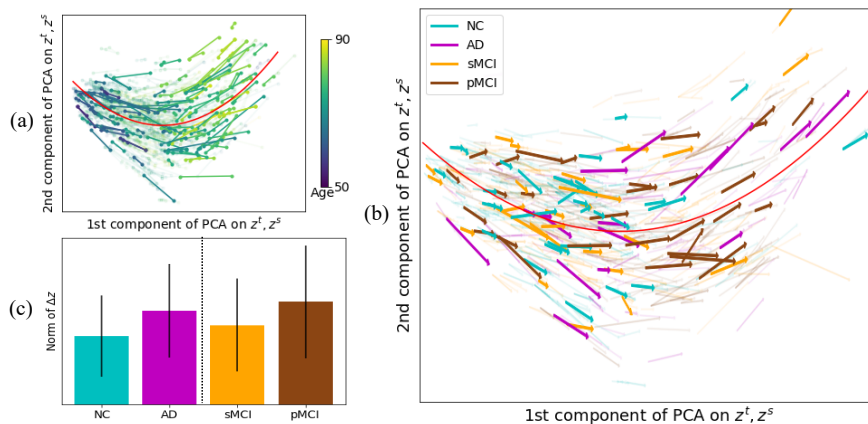 (a)
2nd component of PCA on z^t, z^s
90
50
Age
1st component of PCA on z^t, z^s
(b)
NC
AD
sMCI
pMCI
2nd component of PCA on z^t, z^s
1st component of PCA on z^t, z^s
(c)
Norm of Δz
NC AD sMCI pMCI